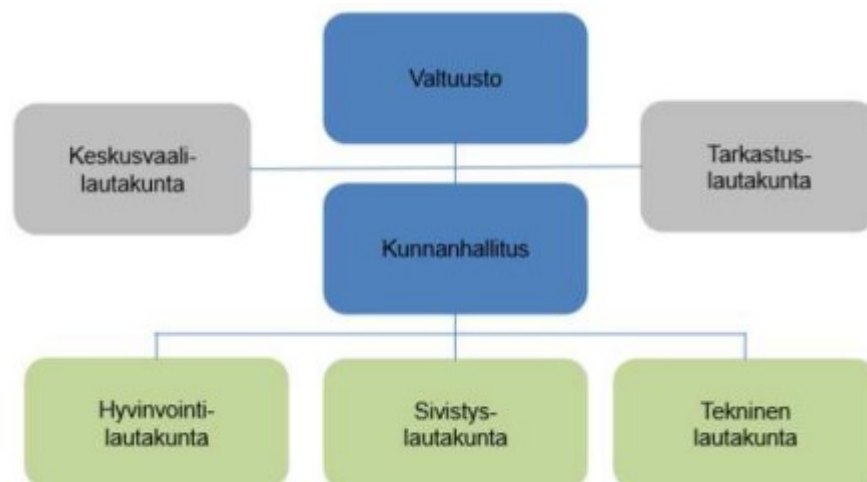 Valtuusto
Keskusvaali-
lautakunta
Tarkastus-
lautakunta
Kunnanhallitus
Hyvinvointi-
lautakunta
Sivistys-
lautakunta
Tekninen
lautakunta